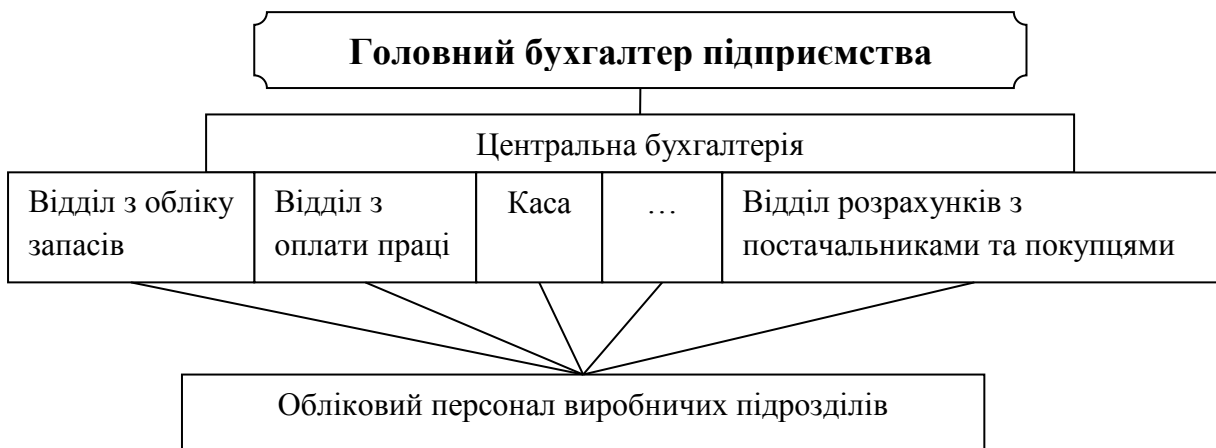 Головний бухгалтер підприємства
Центральна бухгалтерія
Відділ з обліку
запасів
Відділ з
оплати праці
Каса
…
Відділ розрахунків з
постачальниками та покупцями
Обліковий персонал виробничих підрозділів